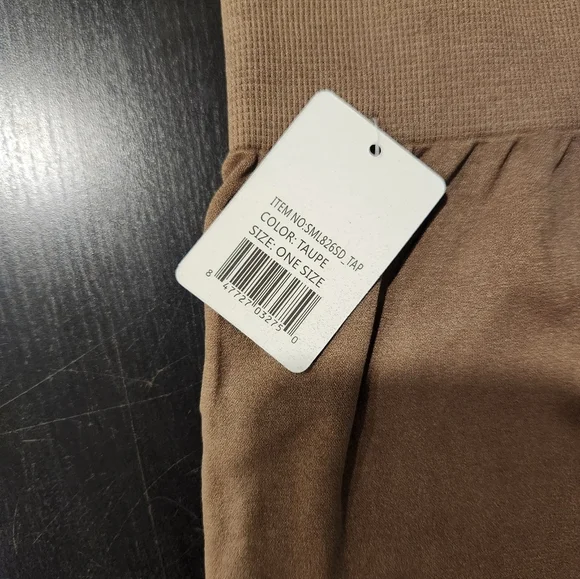 ITEM NO:SML826SD_TAP
COLOR: TAUPE
SIZE: ONE SIZE
8 47727 03275 0